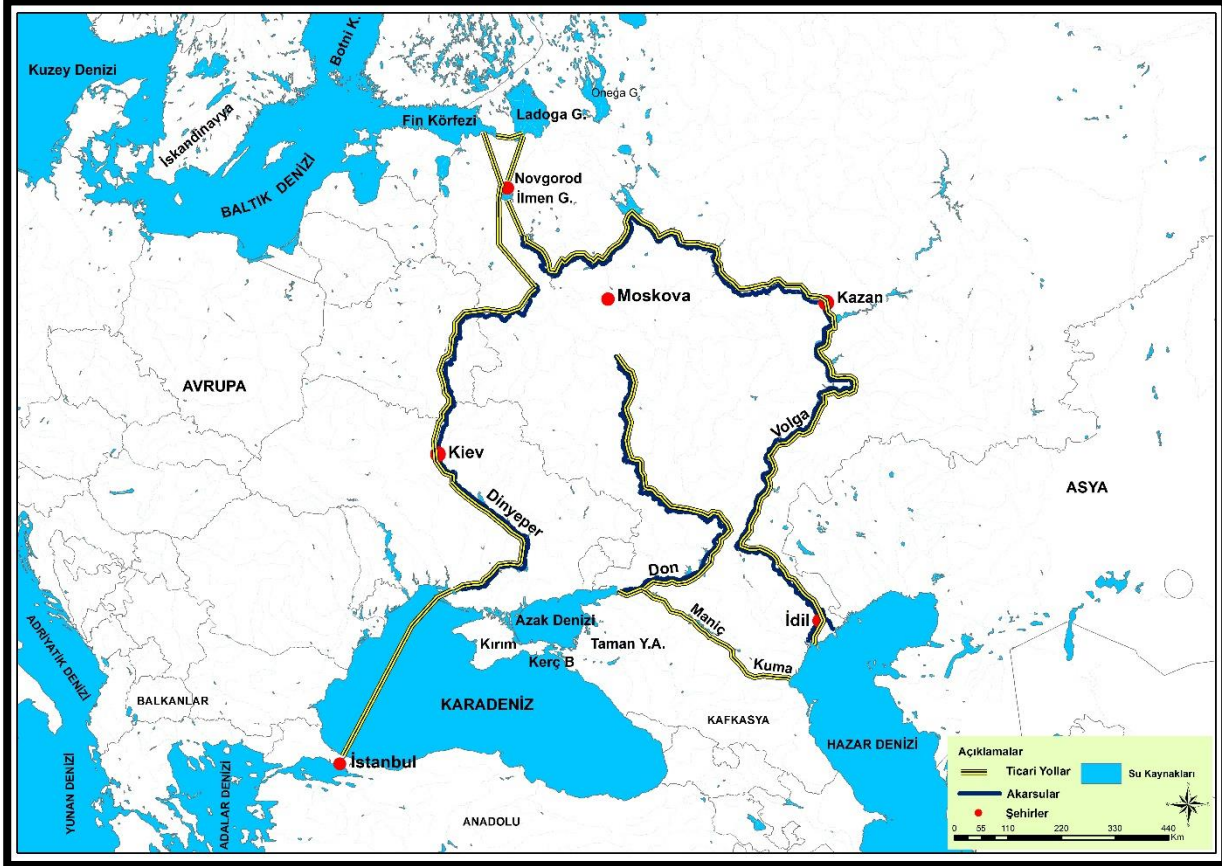 Botni K.
Kuzey Denizi
Onega G.
Ladoga G.
Fin Körfezi
İskandinavya
Novgorod
İlmen G.
BALTIK DENİZİ
Moskova
Kazan
AVRUPA
Volga
Kiev
ASYA
Dinyeper
Don
Azak Denizi
Maniç
İdil
Kırım
Taman Y.A.
Kerç B
Kuma
ADRİYATİK DENİZİ
BALKANLAR
KARADENİZ
KAFKASYA
HAZAR DENİZİ
İstanbul
YUNAN DENİZİ
ADALAR DENİZİ
ANADOLU
Açıklamalar
Ticari Yollar
Su Kaynakları
Akarsular
Şehirler
0 55 110 220 330 440
Km